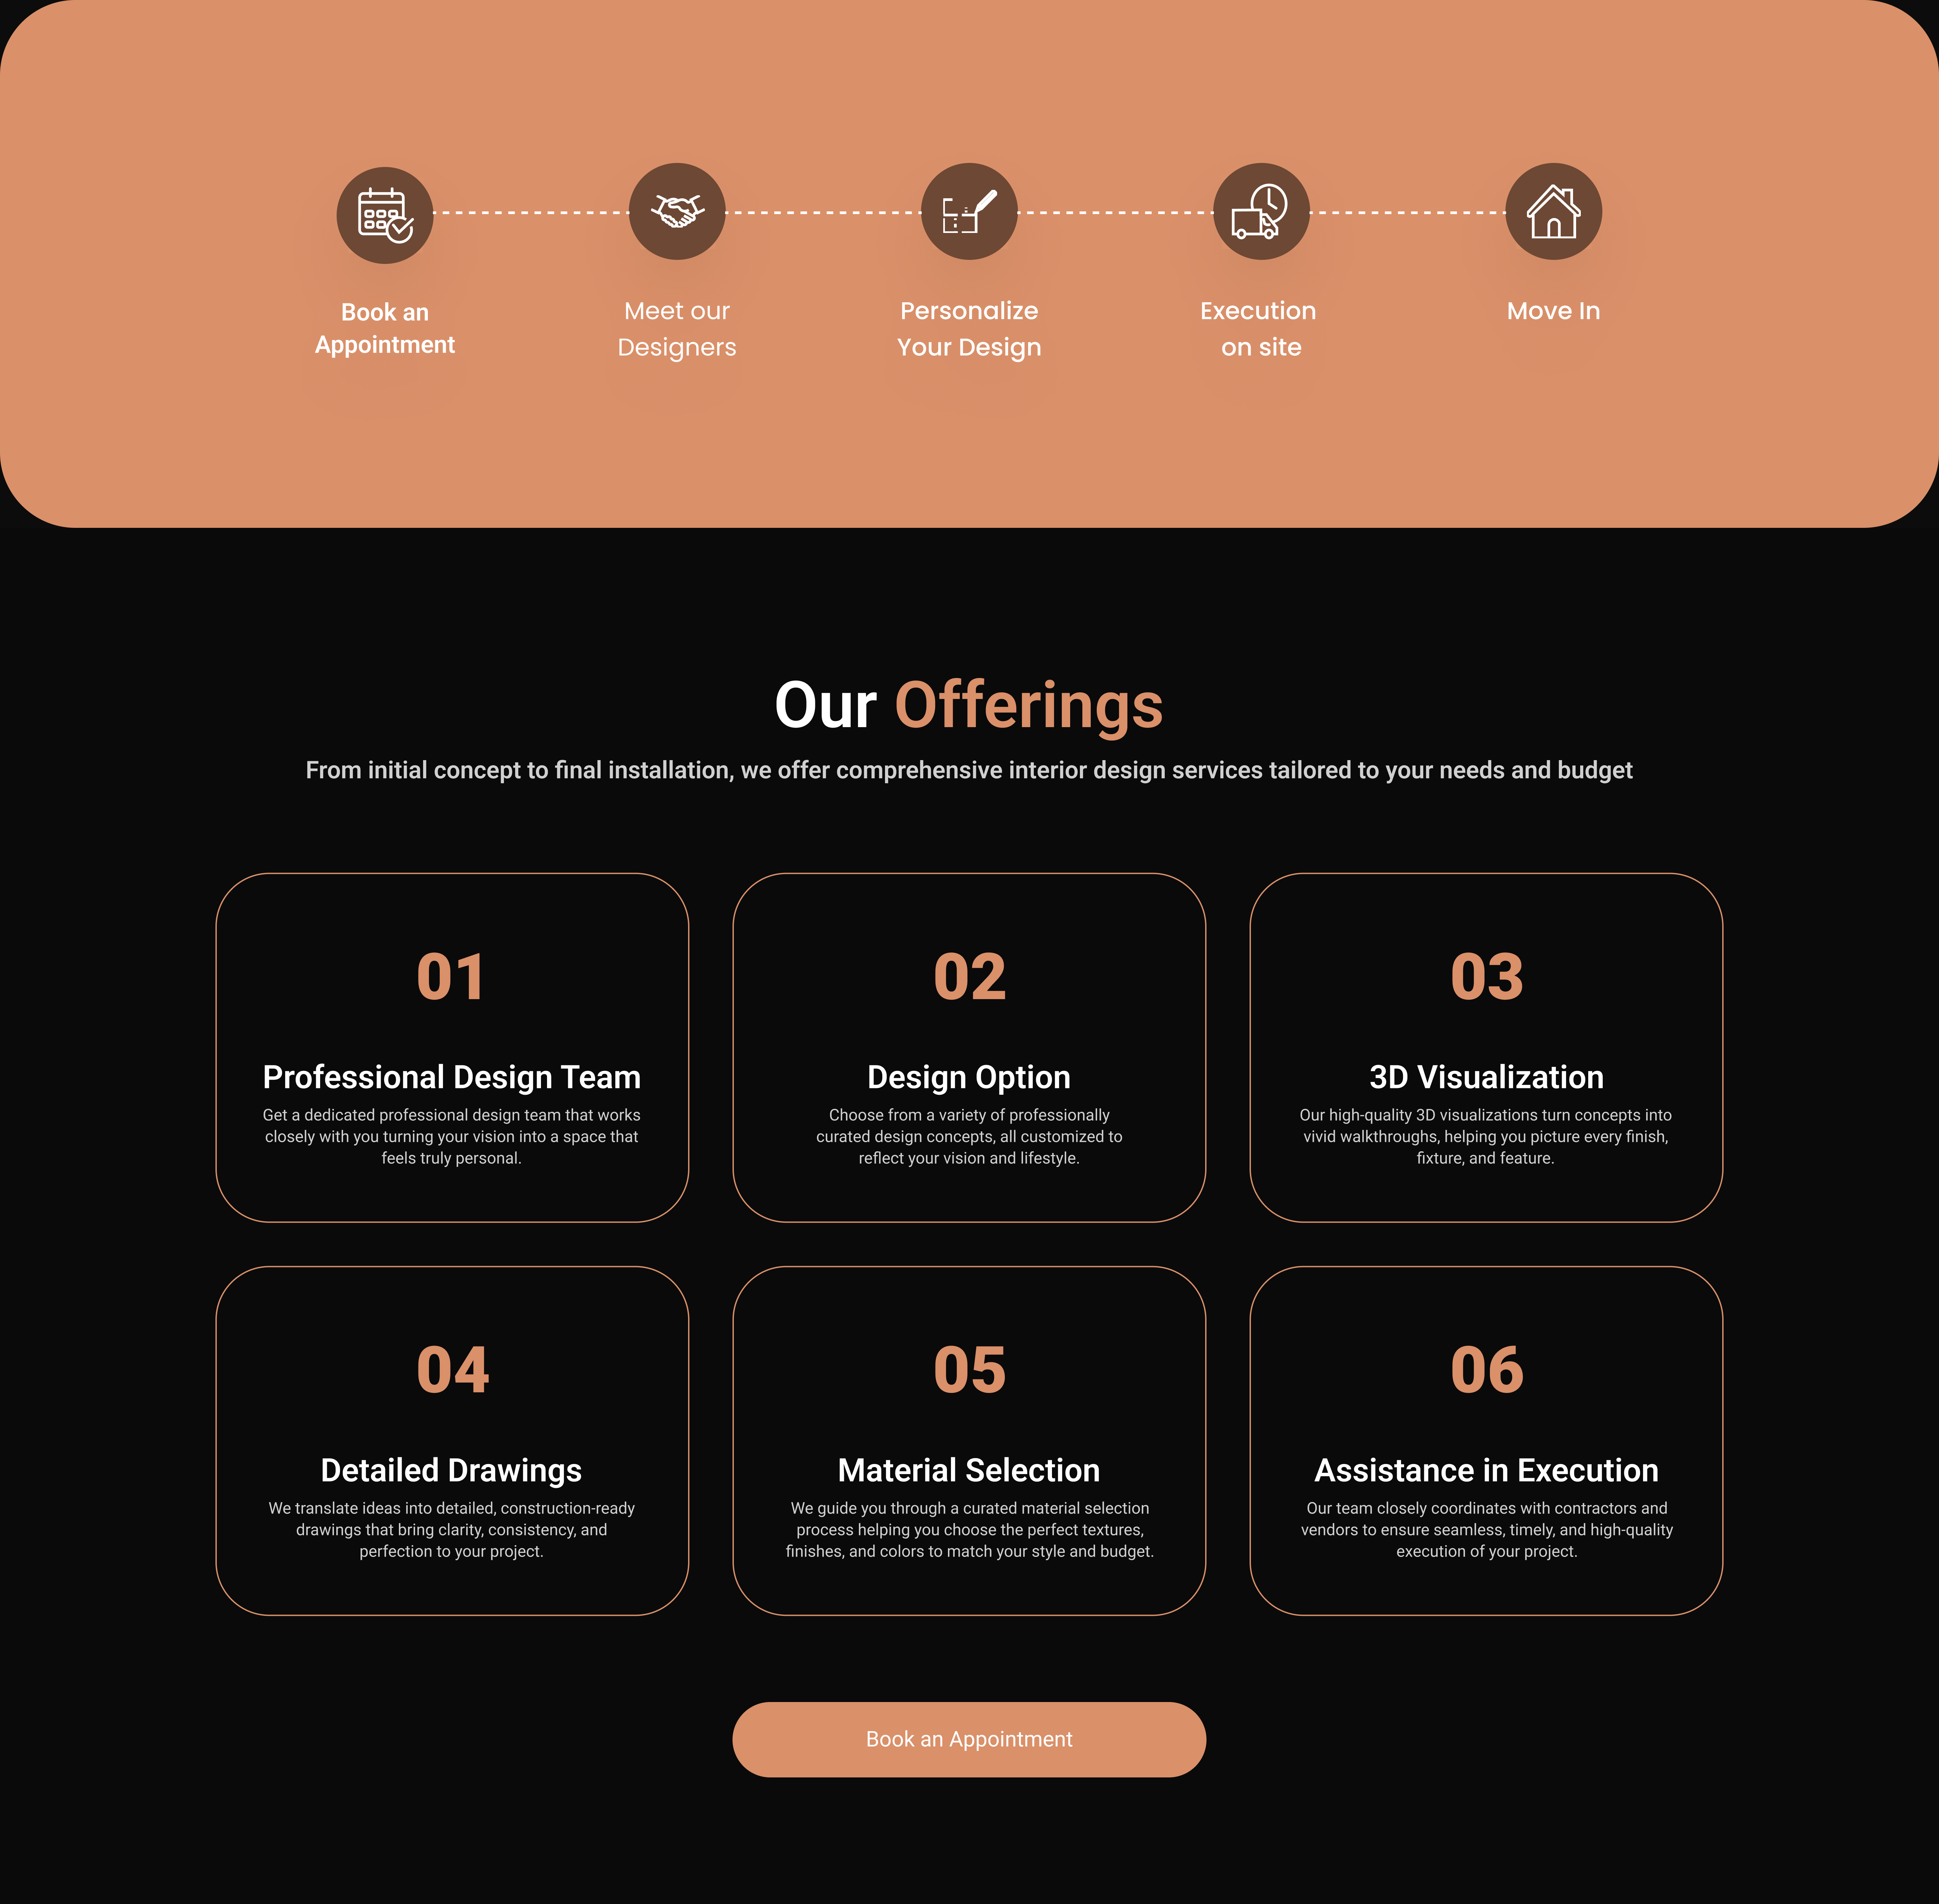 Book an
Appointment
Meet our
Designers
Personalize
Your Design
Execution
on site
Move In
Our Offerings
From initial concept to final installation, we offer comprehensive interior design services tailored to your needs and budget
01
Professional Design Team
Get a dedicated professional design team that works
closely with you turning your vision into a space that
feels truly personal.
02
Design Option
Choose from a variety of professionally
curated design concepts, all customized to
reflect your vision and lifestyle.
03
3D Visualization
Our high-quality 3D visualizations turn concepts into
vivid walkthroughs, helping you picture every finish,
fixture, and feature.
04
Detailed Drawings
We translate ideas into detailed, construction-ready
drawings that bring clarity, consistency, and
perfection to your project.
05
Material Selection
We guide you through a curated material selection
process helping you choose the perfect textures,
finishes, and colors to match your style and budget.
06
Assistance in Execution
Our team closely coordinates with contractors and
vendors to ensure seamless, timely, and high-quality
execution of your project.
Book an Appointment